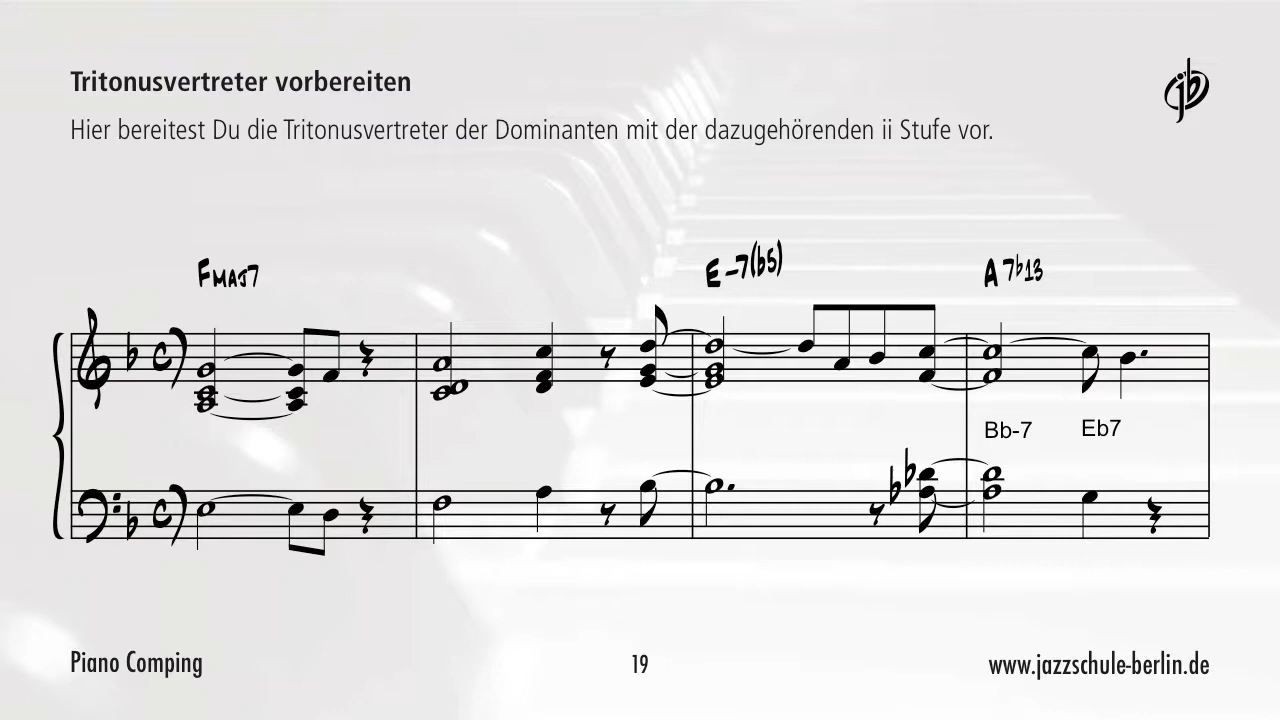 Tritonusvertreter vorbereiten
jb
Hier bereitest Du die Tritonusvertreter der Dominanten mit der dazugehörenden ii Stufe vor.
FMAJ7 E-7(b5) A7b13
Bb-7 Eb7
Piano Comping 19 www.jazzschule-berlin.de